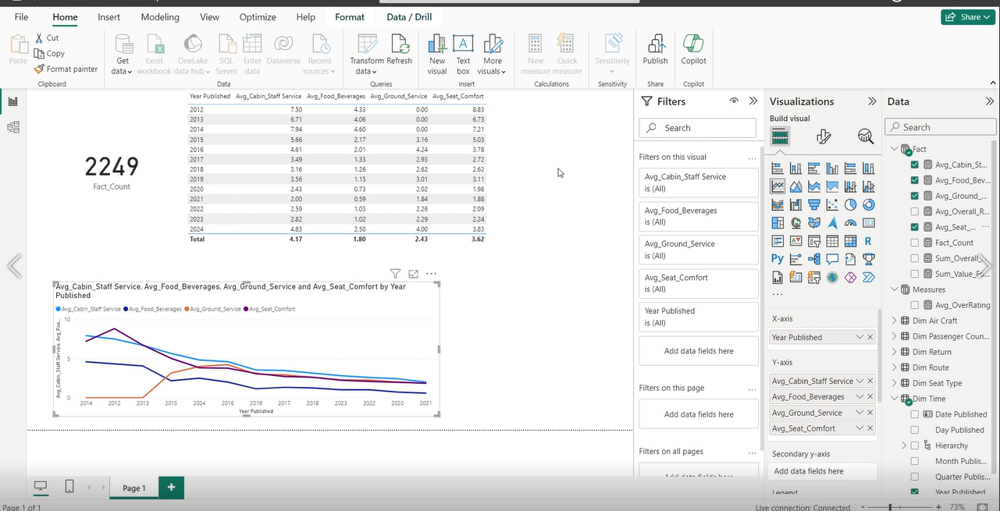 File Home Insert Modeling View Optimize Help Format Data / Drill Share
Paste
Cut
Copy
Format painter
Clipboard
Get data
Excel workbook
OneLake data hub
SQL Server
Enter data
Dataverse
Recent sources
Data
Transform data
Refresh
Queries
New visual
Text box
More visuals
Insert
New measure
Quick measure
Calculations
Sensitivity
Sensitivity
Publish
Share
Copilot
Copilot
2249
Fact_Count
Year Published Avg_Cabin_Staff Service Avg_Food_Beverages Avg_Ground_Service Avg_Seat_Comfort
2012 7.50 4.33 0.00 8.83
2013 6.71 4.06 0.00 6.73
2014 7.94 4.60 0.00 7.21
2015 5.66 2.17 3.16 5.03
2016 4.61 2.01 4.24 3.78
2017 3.49 1.35 2.93 2.72
2018 3.16 1.26 2.62 2.62
2019 3.56 1.15 3.01 3.11
2020 2.43 0.73 2.02 1.98
2021 2.00 0.59 1.84 1.88
2022 2.59 1.03 2.26 2.09
2023 2.82 1.02 2.29 2.24
2024 4.83 2.50 4.00 3.83
Total 4.17 1.80 2.43 3.62
Avg_Cabin_Staff Service, Avg_Food_Beverages, Avg_Ground_Service and Avg_Seat_Comfort by Year
Published
Avg_Cabin_Staff Service Avg_Food_Beverages Avg_Ground_Service Avg_Seat_Comfort
Avg_Cabin_Staff Service, Avg_Foo...
10
5
0
2014 2012 2013 2015 2024 2016 2019 2017 2018 2023 2022 2020 2021
Year Published
Page 1
Page 1 of 1
Filters
Search
Filters on this visual ...
Avg_Cabin_Staff Service
is (All)
Avg_Food_Beverages
is (All)
Avg_Ground_Service
is (All)
Avg_Seat_Comfort
is (All)
Year Published
is (All)
Add data fields here
Filters on this page ...
Add data fields here
Filters on all pages ...
Add data fields here
Visualizations
Build visual
123
R
Py
...
X-axis
Year Published
Y-axis
Avg_Cabin_Staff Service
Avg_Food_Beverages
Avg_Ground_Service
Avg_Seat_Comfort
Secondary y-axis
Add data fields here
Legend
Data
Search
Fact
Avg_Cabin_St...
Avg_Food_Bev...
Avg_Ground_...
Avg_Overall_R...
Avg_Seat_... ...
Fact_Count
Sum_Overall
Sum_Value_Fo...
Measures
Avg_OverRating
Dim Air Craft
Dim Passenger Coun...
Dim Return
Dim Route
Dim Seat Type
Dim Time
Date Published
Day Published
Hierarchy
Month Publis...
Quarter Publis...
Year Published
Live connection: Connected - + 73%